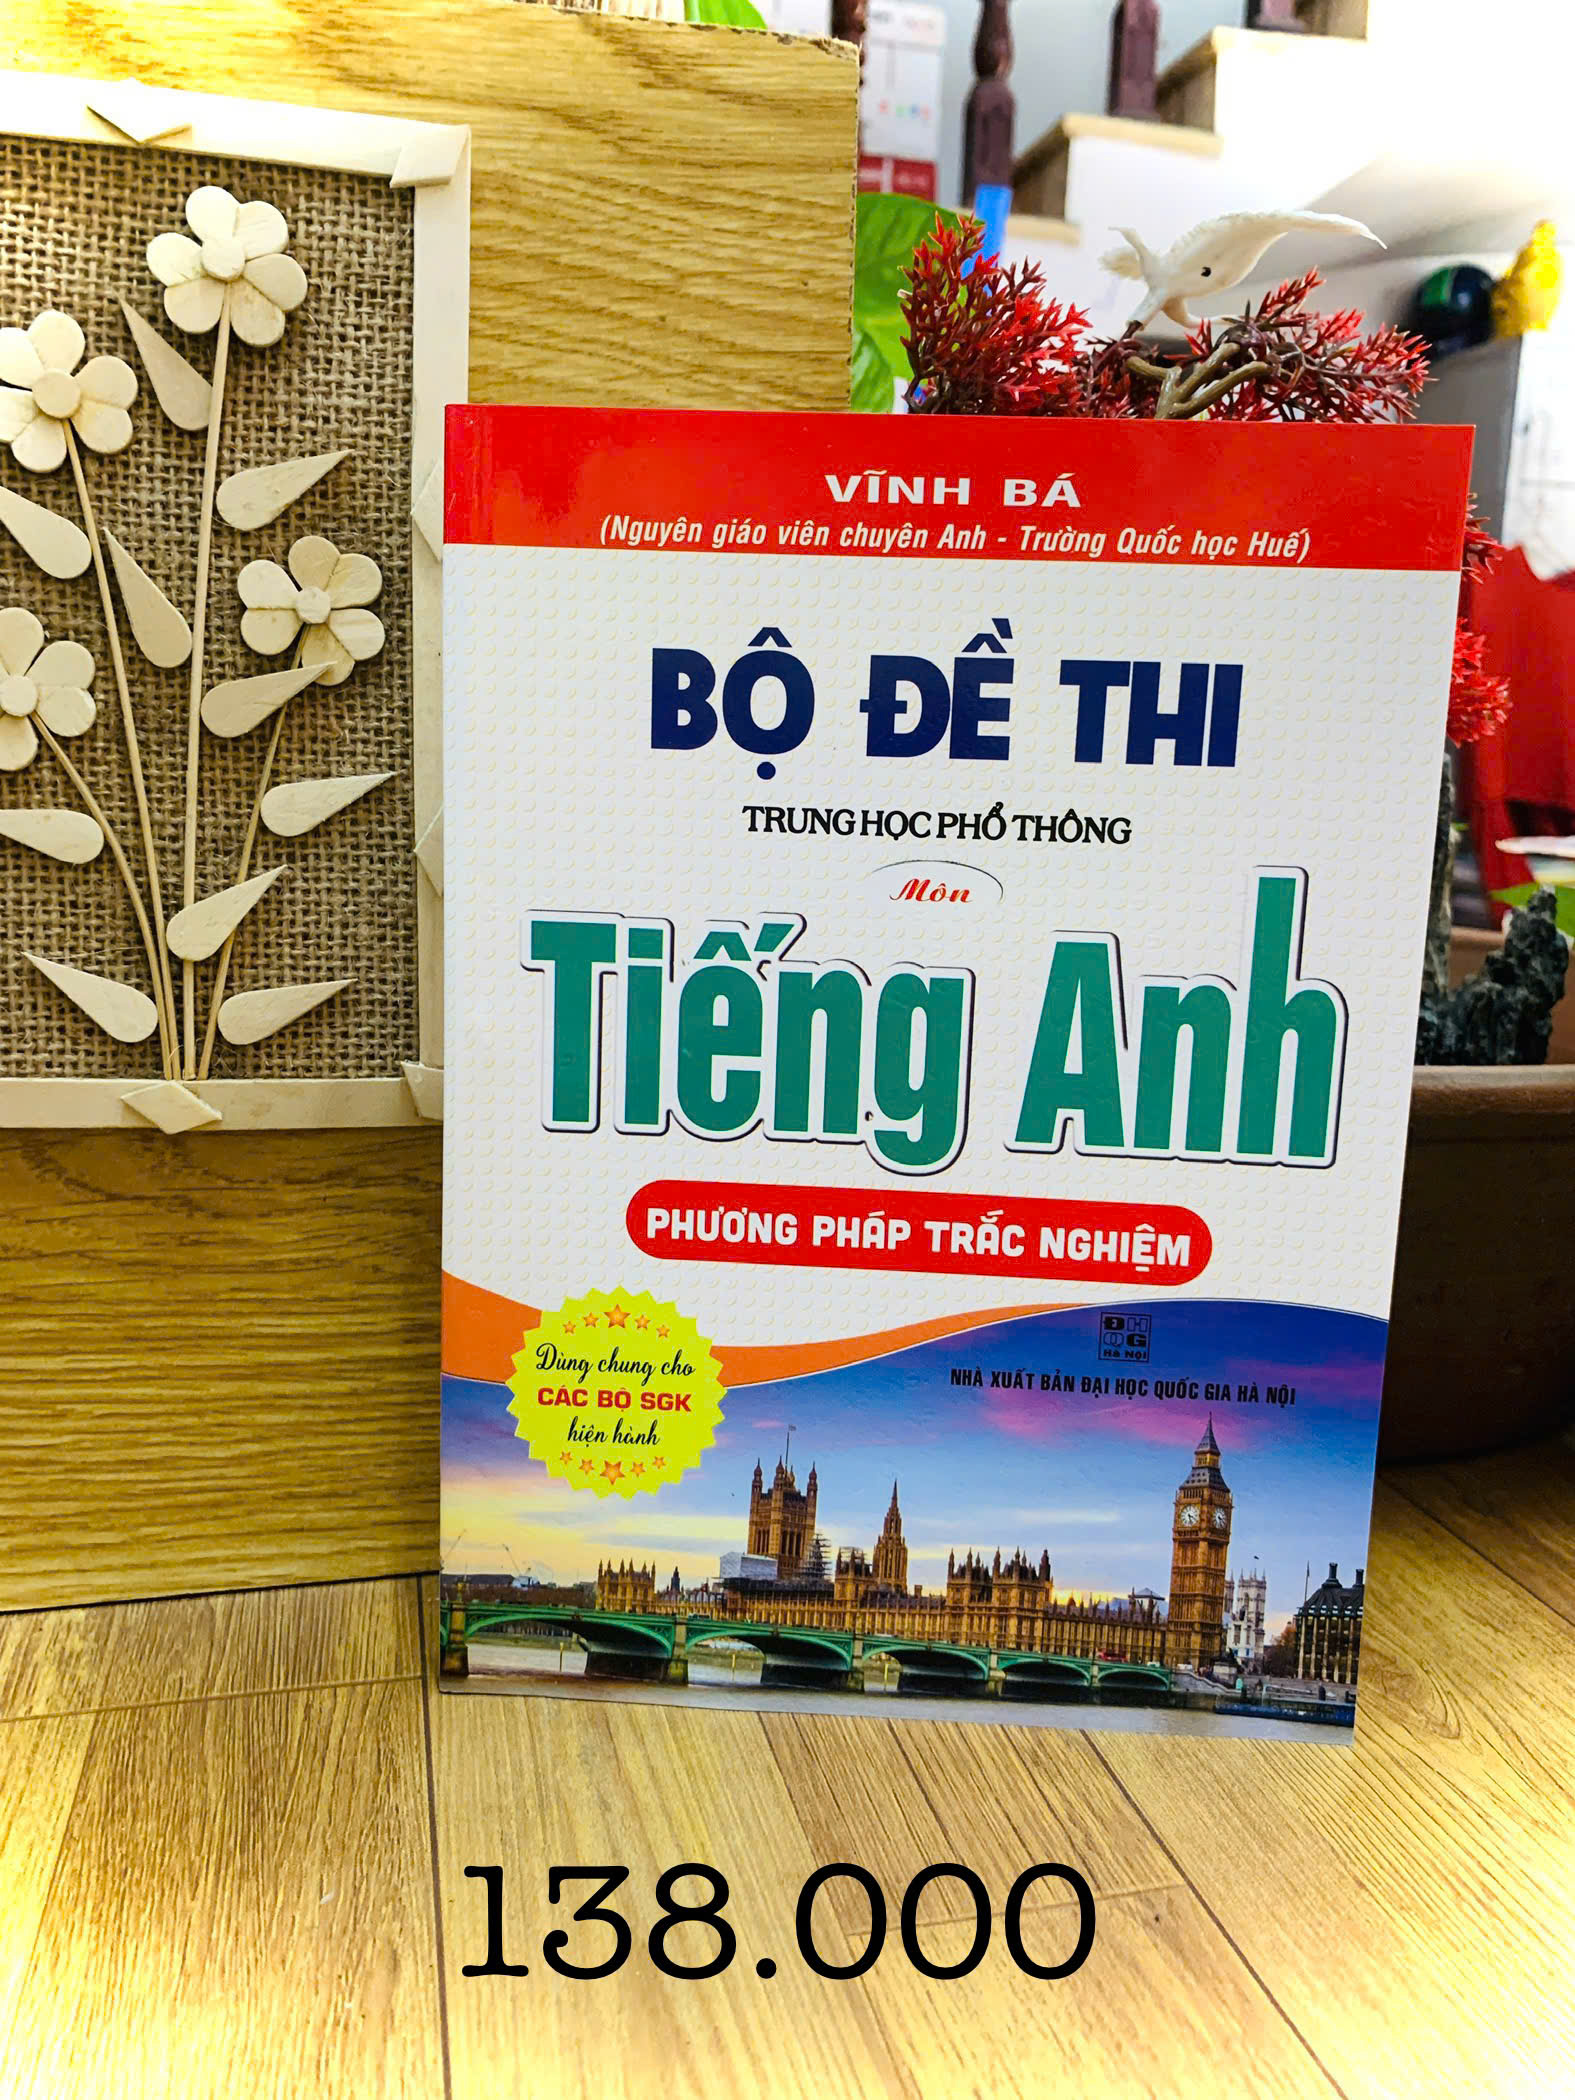 VĨNH BÁ
(Nguyên giáo viên chuyên Anh - Trường Quốc học Huế)
BỘ ĐỀ THI
TRUNG HỌC PHỔ THÔNG
Môn
Tiếng Anh
PHƯƠNG PHÁP TRẮC NGHIỆM
Dùng chung cho
CÁC BỘ SGK
hiện hành
ĐH
QG
Hà Nội
NHÀ XUẤT BẢN ĐẠI HỌC QUỐC GIA HÀ NỘI
138.000